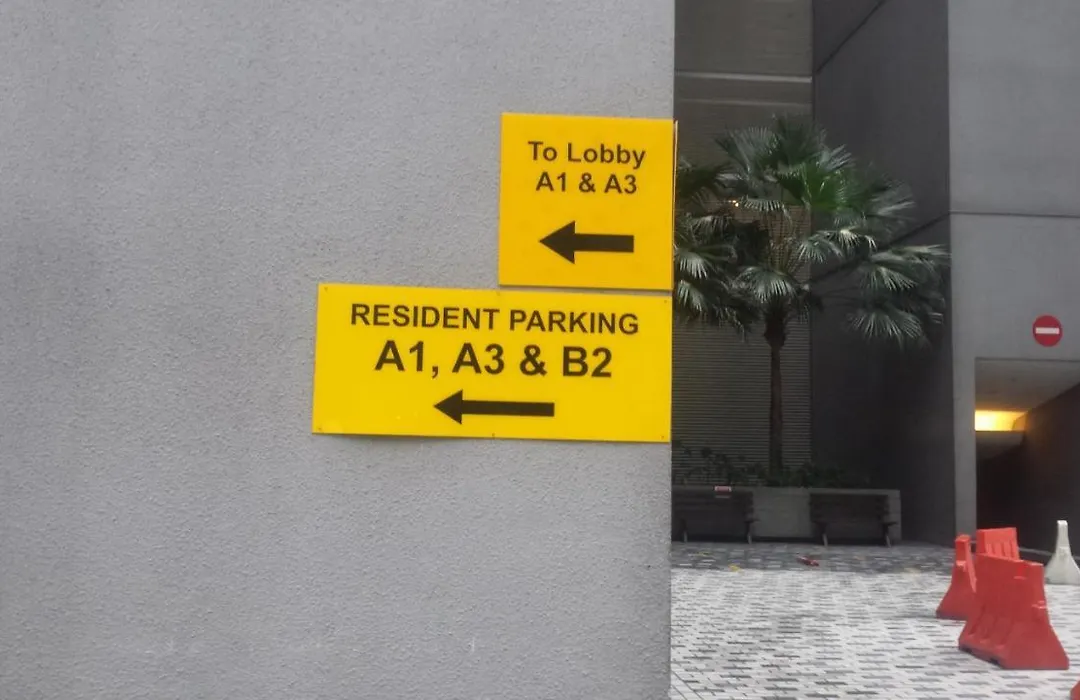 To Lobby
A1 & A3
RESIDENT PARKING
A1, A3 & B2